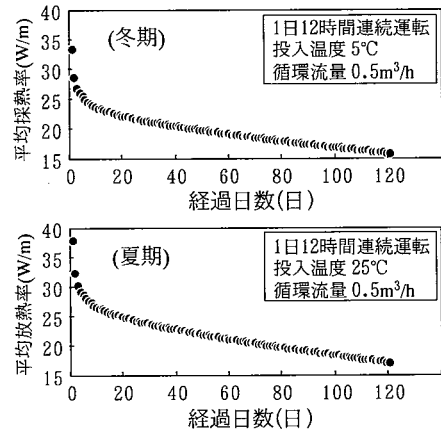 平均採熱率(W/m)
40
35
30
25
20
15
(冬期)
1日12時間連続運転
投入温度 5℃
循環流量 0.5m³/h
0 20 40 60 80 100 120
経過日数(日)
平均放熱率(W/m)
40
35
30
25
20
15
(夏期)
1日12時間連続運転
投入温度 25℃
循環流量 0.5m³/h
0 20 40 60 80 100 120
経過日数(日)